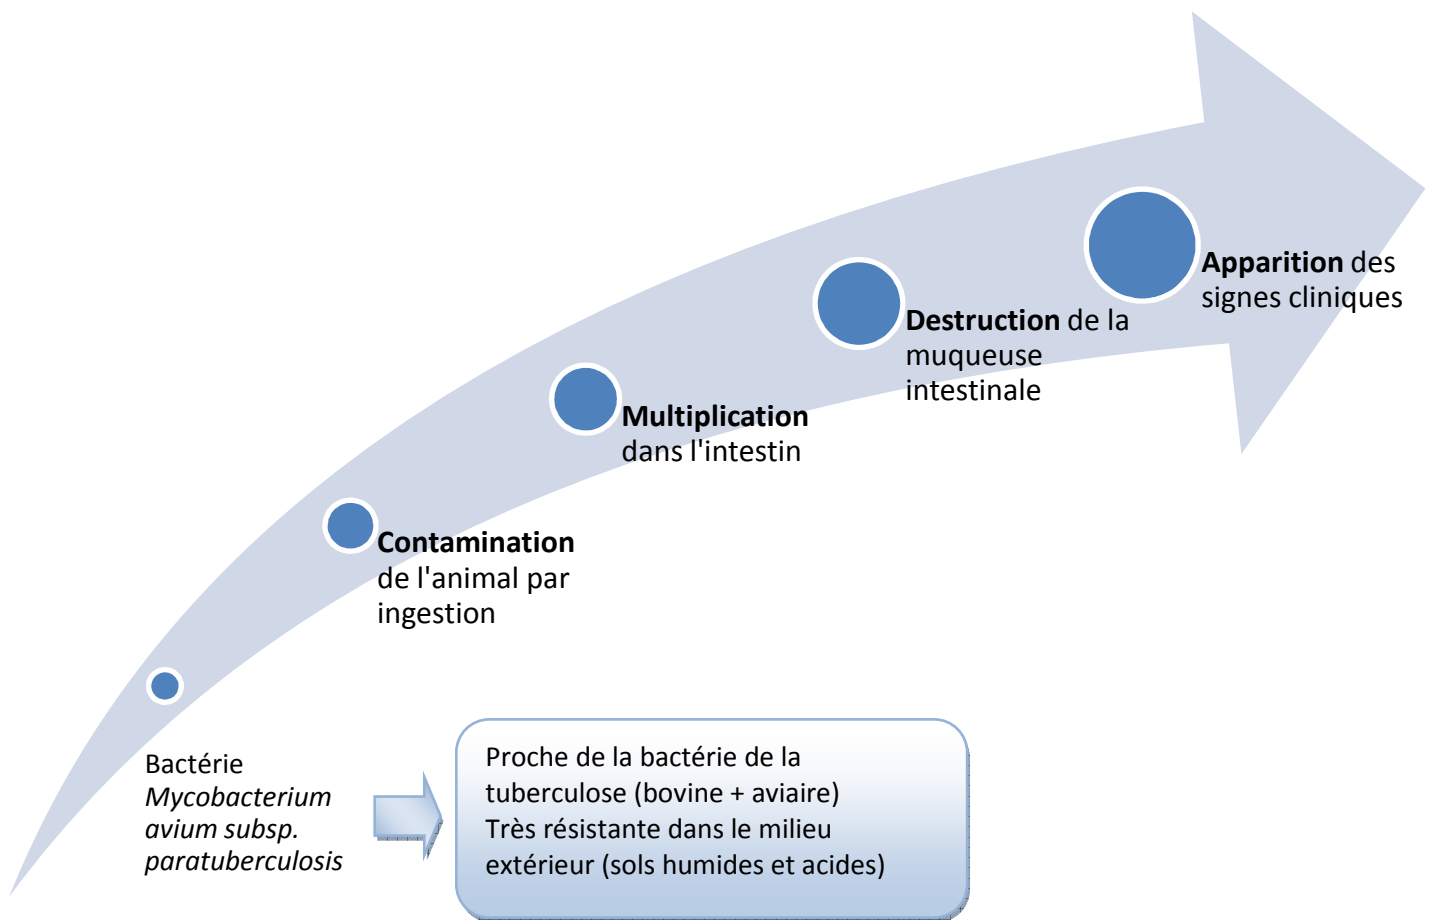 Apparition des
signes cliniques
Destruction de la
muqueuse
intestinale
Multiplication
dans l'intestin
Contamination
de l'animal par
ingestion
Bactérie
Mycobacterium
avium subsp.
paratuberculosis
Proche de la bactérie de la
tuberculose (bovine + aviaire)
Très résistante dans le milieu
extérieur (sols humides et acides)